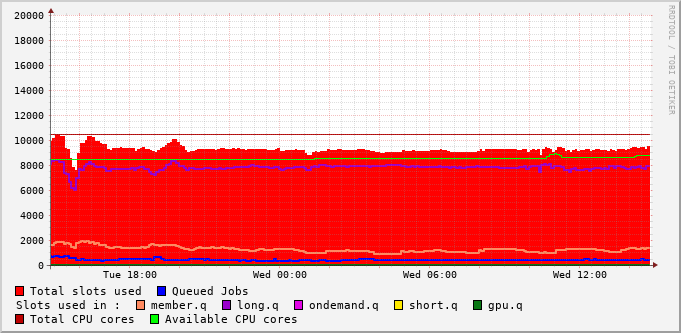 20000
18000
16000
14000
12000
10000
8000
6000
4000
2000
0
Tue 18:00 Wed 00:00 Wed 06:00 Wed 12:00
Total slots used Queued Jobs
Slots used in : member.q long.q ondemand.q short.q gpu.q
Total CPU cores Available CPU cores
RRDTOOL / TOBI OETIKER